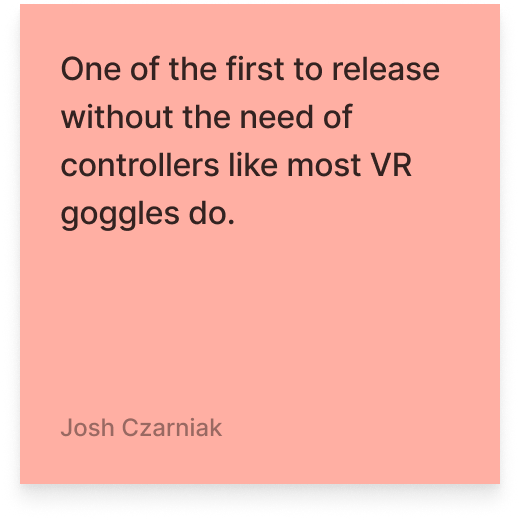 One of the first to release
without the need of
controllers like most VR
goggles do.
Josh Czarniak